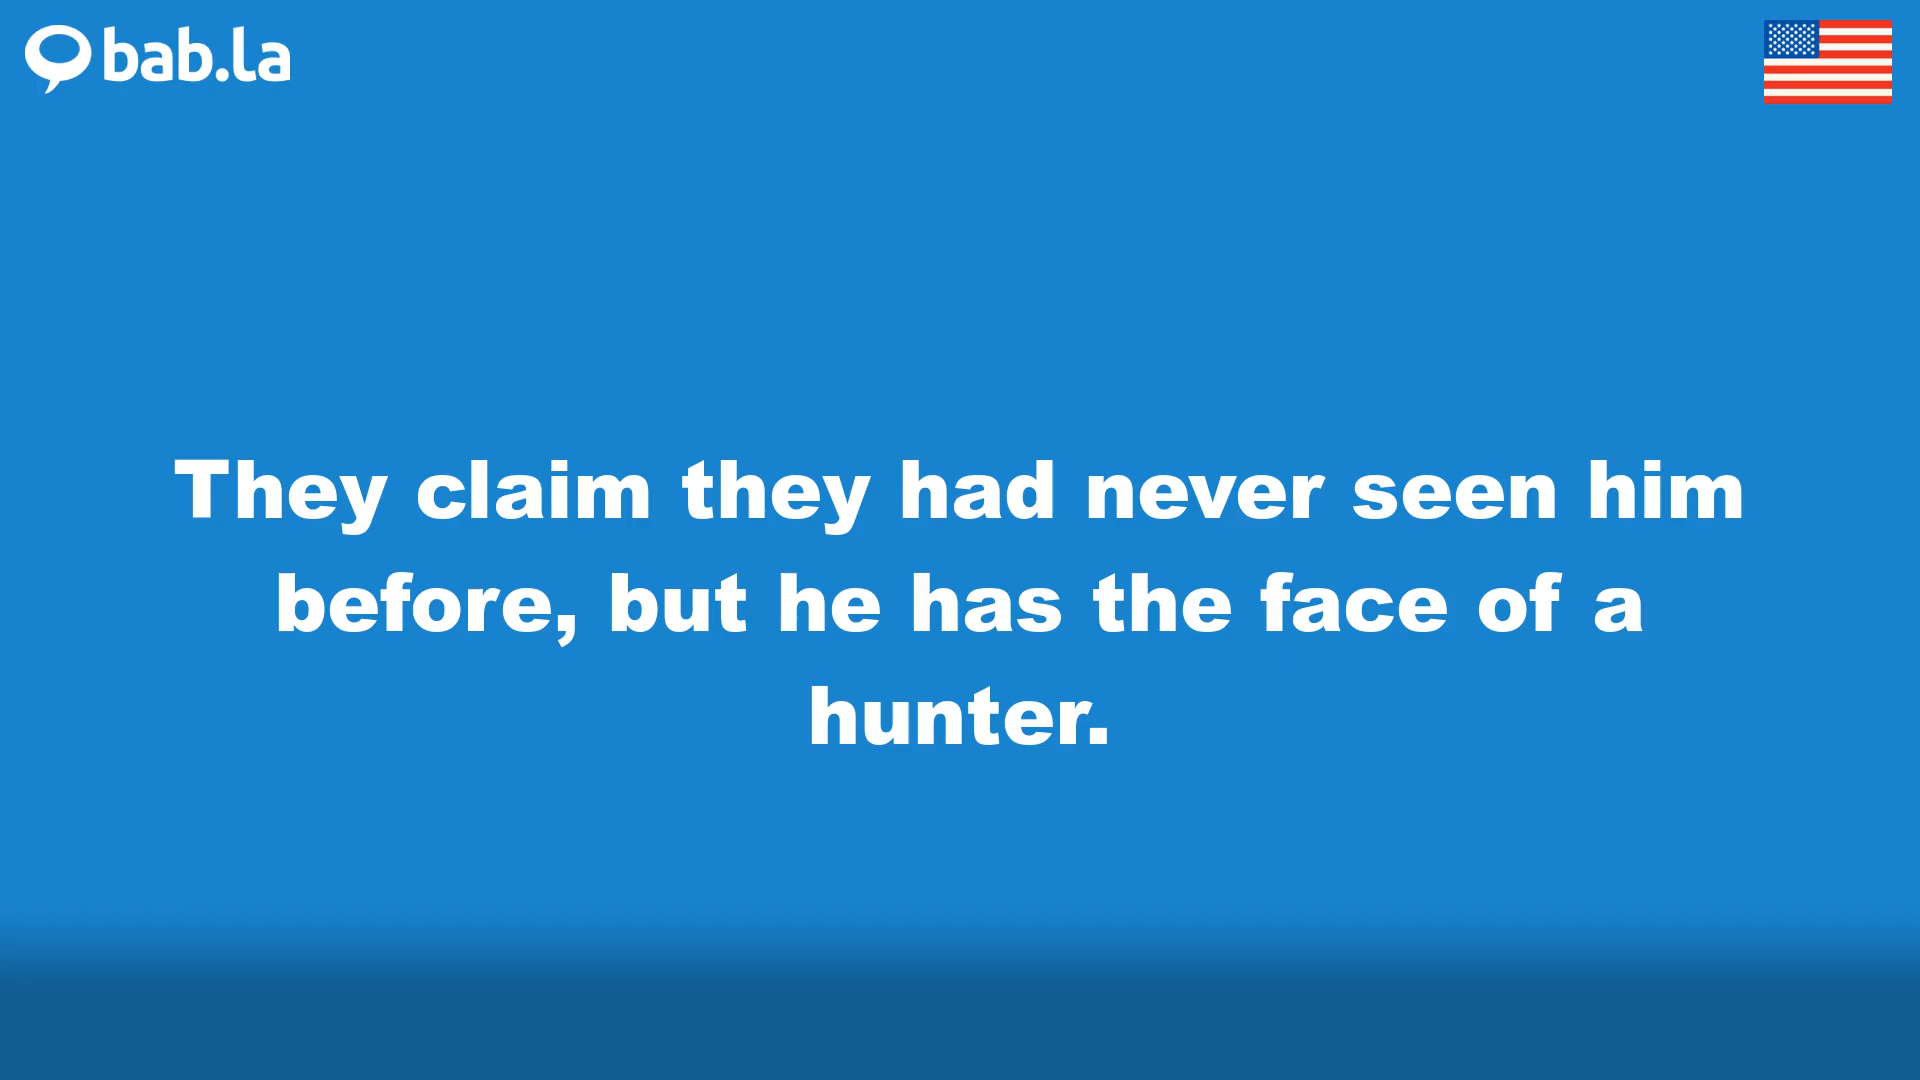 bab.la
They claim they had never seen him
before, but he has the face of a
hunter.